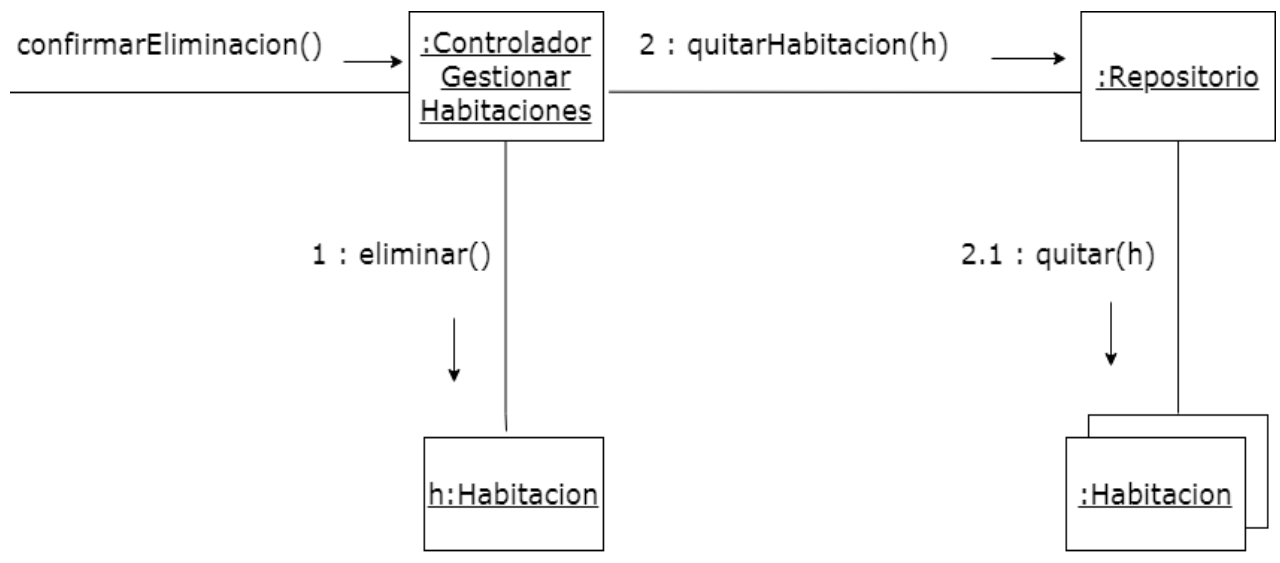 confirmarEliminacion()
:Controlador
Gestionar
Habitaciones
2 : quitarHabitacion(h)
:Repositorio
1 : eliminar()
2.1 : quitar(h)
h:Habitacion
:Habitacion